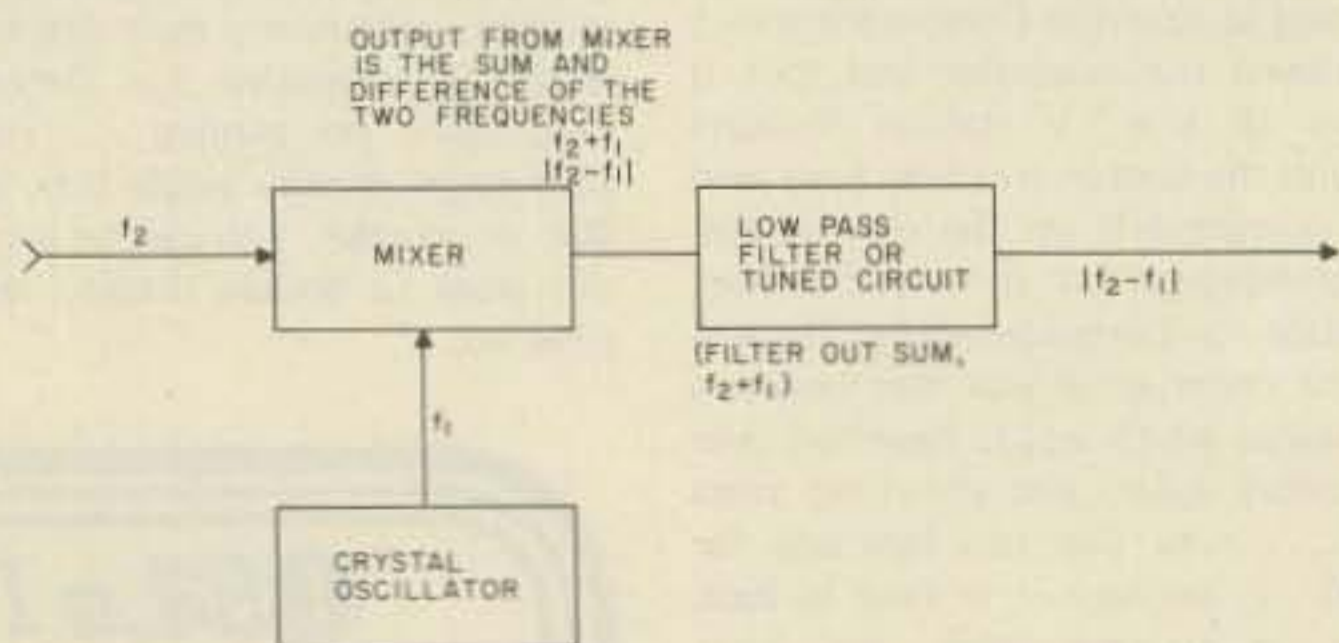 OUTPUT FROM MIXER
IS THE SUM AND
DIFFERENCE OF THE
TWO FREQUENCIES
f2+f1
|f2-f1|
f2
MIXER
LOW PASS
FILTER OR
TUNED CIRCUIT
|f2-f1|
(FILTER OUT SUM,
f2+f1)
f1
CRYSTAL
OSCILLATOR